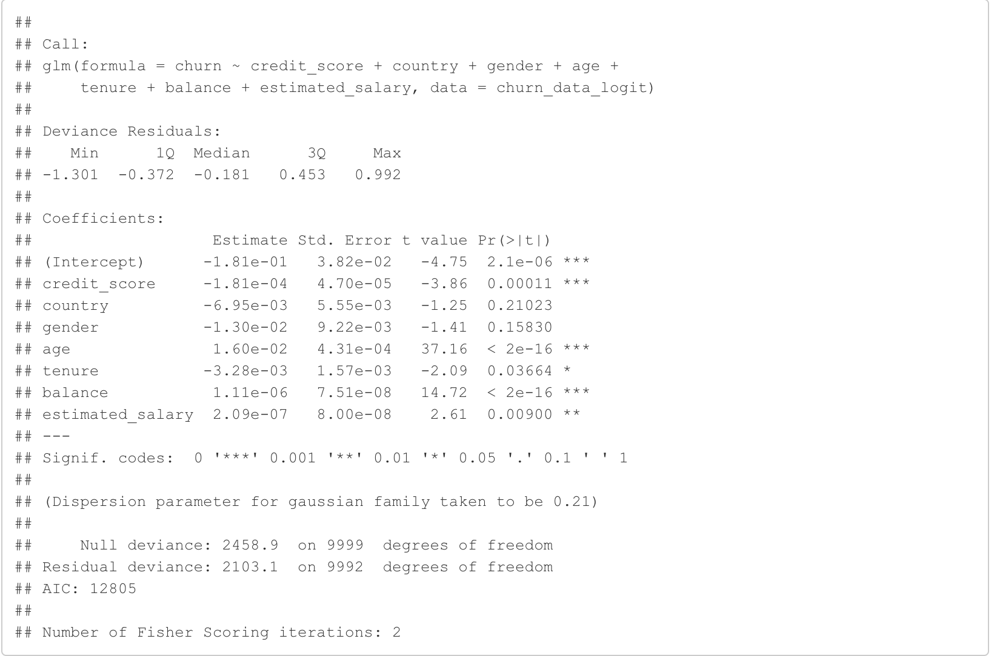 ##
## Call:
## glm(formula = churn ~ credit_score + country + gender + age +
##     tenure + balance + estimated_salary, data = churn_data_logit)
##
## Deviance Residuals:
##    Min      1Q  Median      3Q     Max
## -1.301  -0.372  -0.181   0.453   0.992
##
## Coefficients:
##                   Estimate Std. Error t value Pr(>|t|)
## (Intercept)      -1.81e-01   3.82e-02   -4.75  2.1e-06 ***
## credit_score     -1.81e-04   4.70e-05   -3.86  0.00011 ***
## country          -6.95e-03   5.55e-03   -1.25  0.21023
## gender           -1.30e-02   9.22e-03   -1.41  0.15830
## age               1.60e-02   4.31e-04   37.16  < 2e-16 ***
## tenure           -3.28e-03   1.57e-03   -2.09  0.03664 *
## balance           1.11e-06   7.51e-08   14.72  < 2e-16 ***
## estimated_salary  2.09e-07   8.00e-08    2.61  0.00900 **
## ---
## Signif. codes:  0 '***' 0.001 '**' 0.01 '*' 0.05 '.' 0.1 ' ' 1
##
## (Dispersion parameter for gaussian family taken to be 0.21)
##
##     Null deviance: 2458.9  on 9999  degrees of freedom
## Residual deviance: 2103.1  on 9992  degrees of freedom
## AIC: 12805
##
## Number of Fisher Scoring iterations: 2